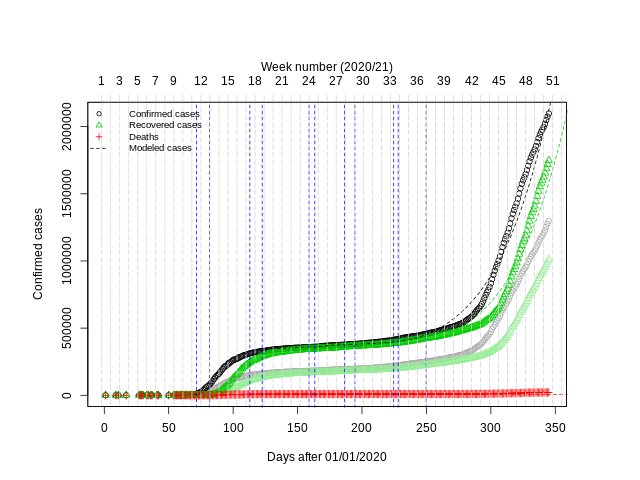 Week number (2020/21)
1 3 5 7 9 12 15 18 21 24 27 30 33 36 39 42 45 48 51
Confirmed cases
Recovered cases
Deaths
Modeled cases
Confirmed cases
2000000
1500000
1000000
500000
0
0 50 100 150 200 250 300 350
Days after 01/01/2020